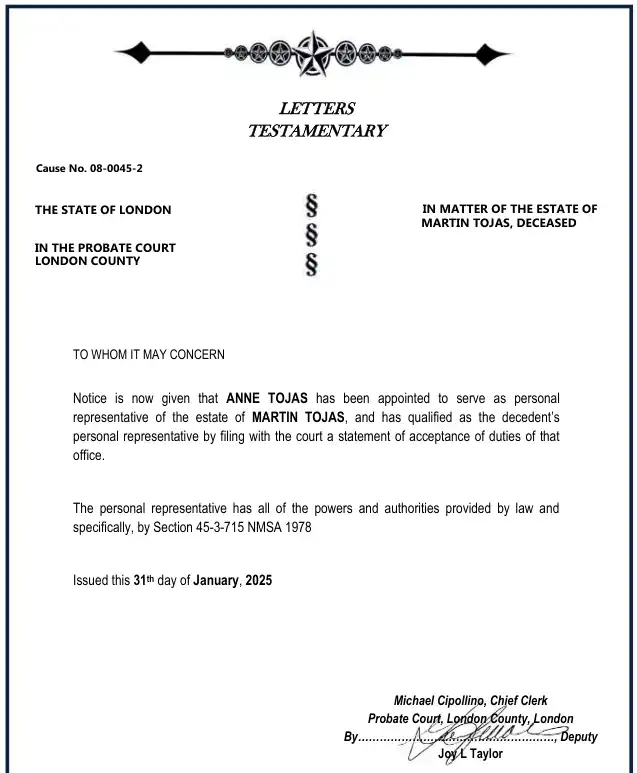 LETTERS
TESTAMENTARY
Cause No. 08-0045-2
THE STATE OF LONDON
IN THE PROBATE COURT
LONDON COUNTY
§
§
§
IN MATTER OF THE ESTATE OF
MARTIN TOJAS, DECEASED
TO WHOM IT MAY CONCERN
Notice is now given that ANNE TOJAS has been appointed to serve as personal
representative of the estate of MARTIN TOJAS, and has qualified as the decedent’s
personal representative by filing with the court a statement of acceptance of duties of that
office.
The personal representative has all of the powers and authorities provided by law and
specifically, by Section 45-3-715 NMSA 1978
Issued this 31th day of January, 2025
Michael Cipollino, Chief Clerk
Probate Court, London County, London
By……………………………………………, Deputy
Joy L Taylor